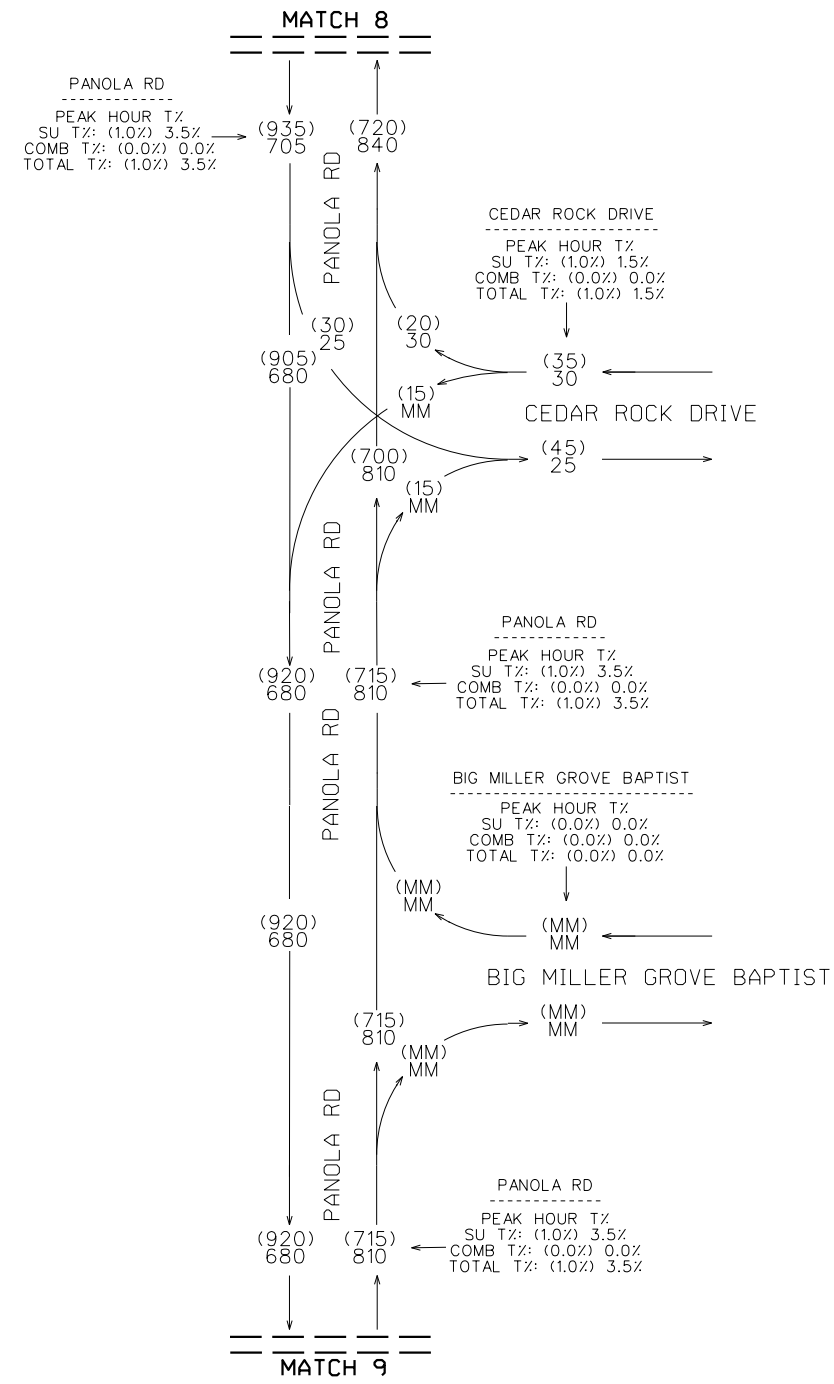 MATCH 8
PANOLA RD
PEAK HOUR T%
SU T%: (1.0%) 3.5%
COMB T%: (0.0%) 0.0%
TOTAL T%: (1.0%) 3.5%
(935)
705
(720)
840
PANOLA RD
CEDAR ROCK DRIVE
PEAK HOUR T%
SU T%: (1.0%) 1.5%
COMB T%: (0.0%) 0.0%
TOTAL T%: (1.0%) 1.5%
(30)
25
(20)
30
(905)
680
(35)
30
(15)
MM
CEDAR ROCK DRIVE
(700)
810
(45)
25
(15)
MM
PANOLA RD
PANOLA RD
PEAK HOUR T%
SU T%: (1.0%) 3.5%
COMB T%: (0.0%) 0.0%
TOTAL T%: (1.0%) 3.5%
(920)
680
(715)
810
PANOLA RD
BIG MILLER GROVE BAPTIST
PEAK HOUR T%
SU T%: (0.0%) 0.0%
COMB T%: (0.0%) 0.0%
TOTAL T%: (0.0%) 0.0%
(MM)
MM
(920)
680
(MM)
MM
BIG MILLER GROVE BAPTIST
(715)
810
(MM)
MM
(MM)
MM
PANOLA RD
PANOLA RD
PEAK HOUR T%
SU T%: (1.0%) 3.5%
COMB T%: (0.0%) 0.0%
TOTAL T%: (1.0%) 3.5%
(920)
680
(715)
810
MATCH 9